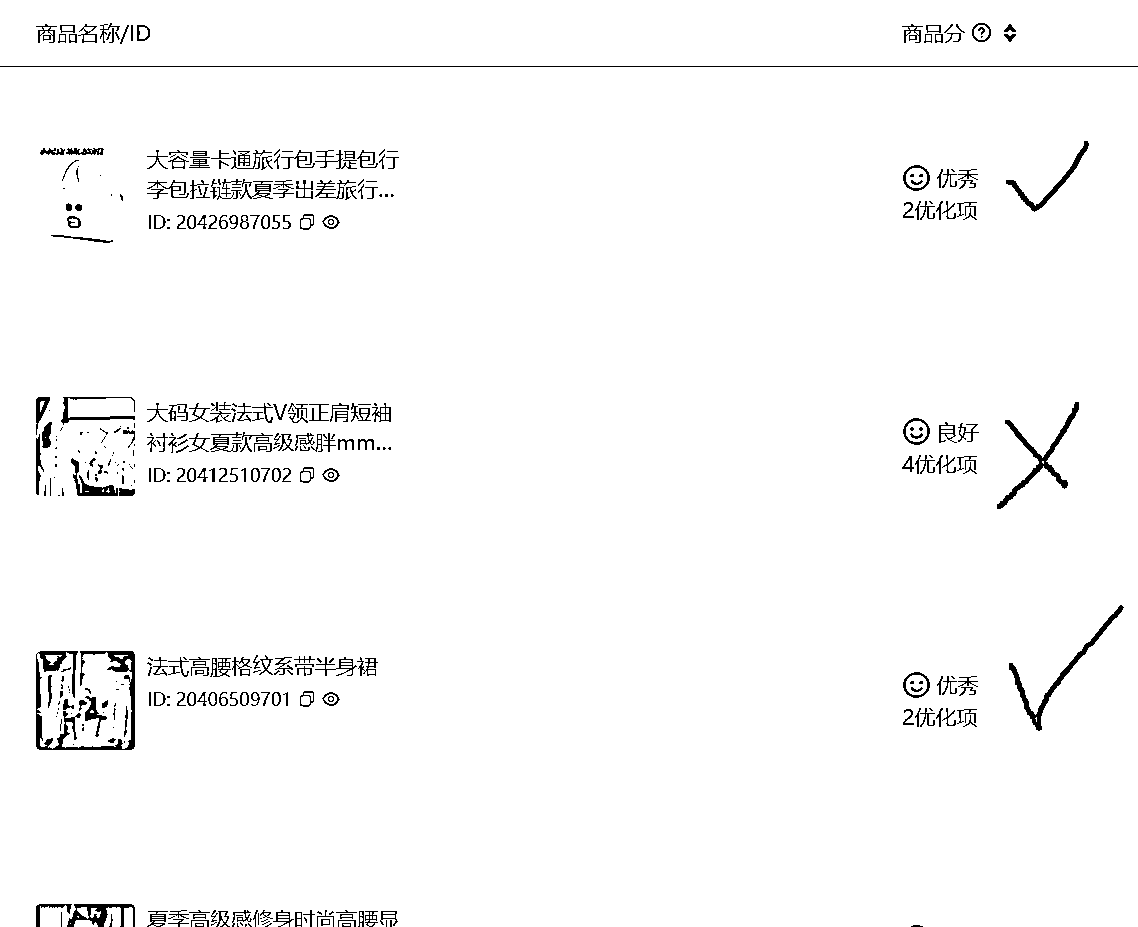 商品名称/ID
商品分
大容量卡通旅行包手提包行
李包拉链款夏季出差旅行...
ID: 20426987055
优秀
2优化项
大码女装法式V领正肩短袖
衬衫女夏款高级感胖mm...
ID: 20412510702
良好
4优化项
法式高腰格纹系带半身裙
ID: 20406509701
优秀
2优化项
夏季高级感修身时尚高腰显